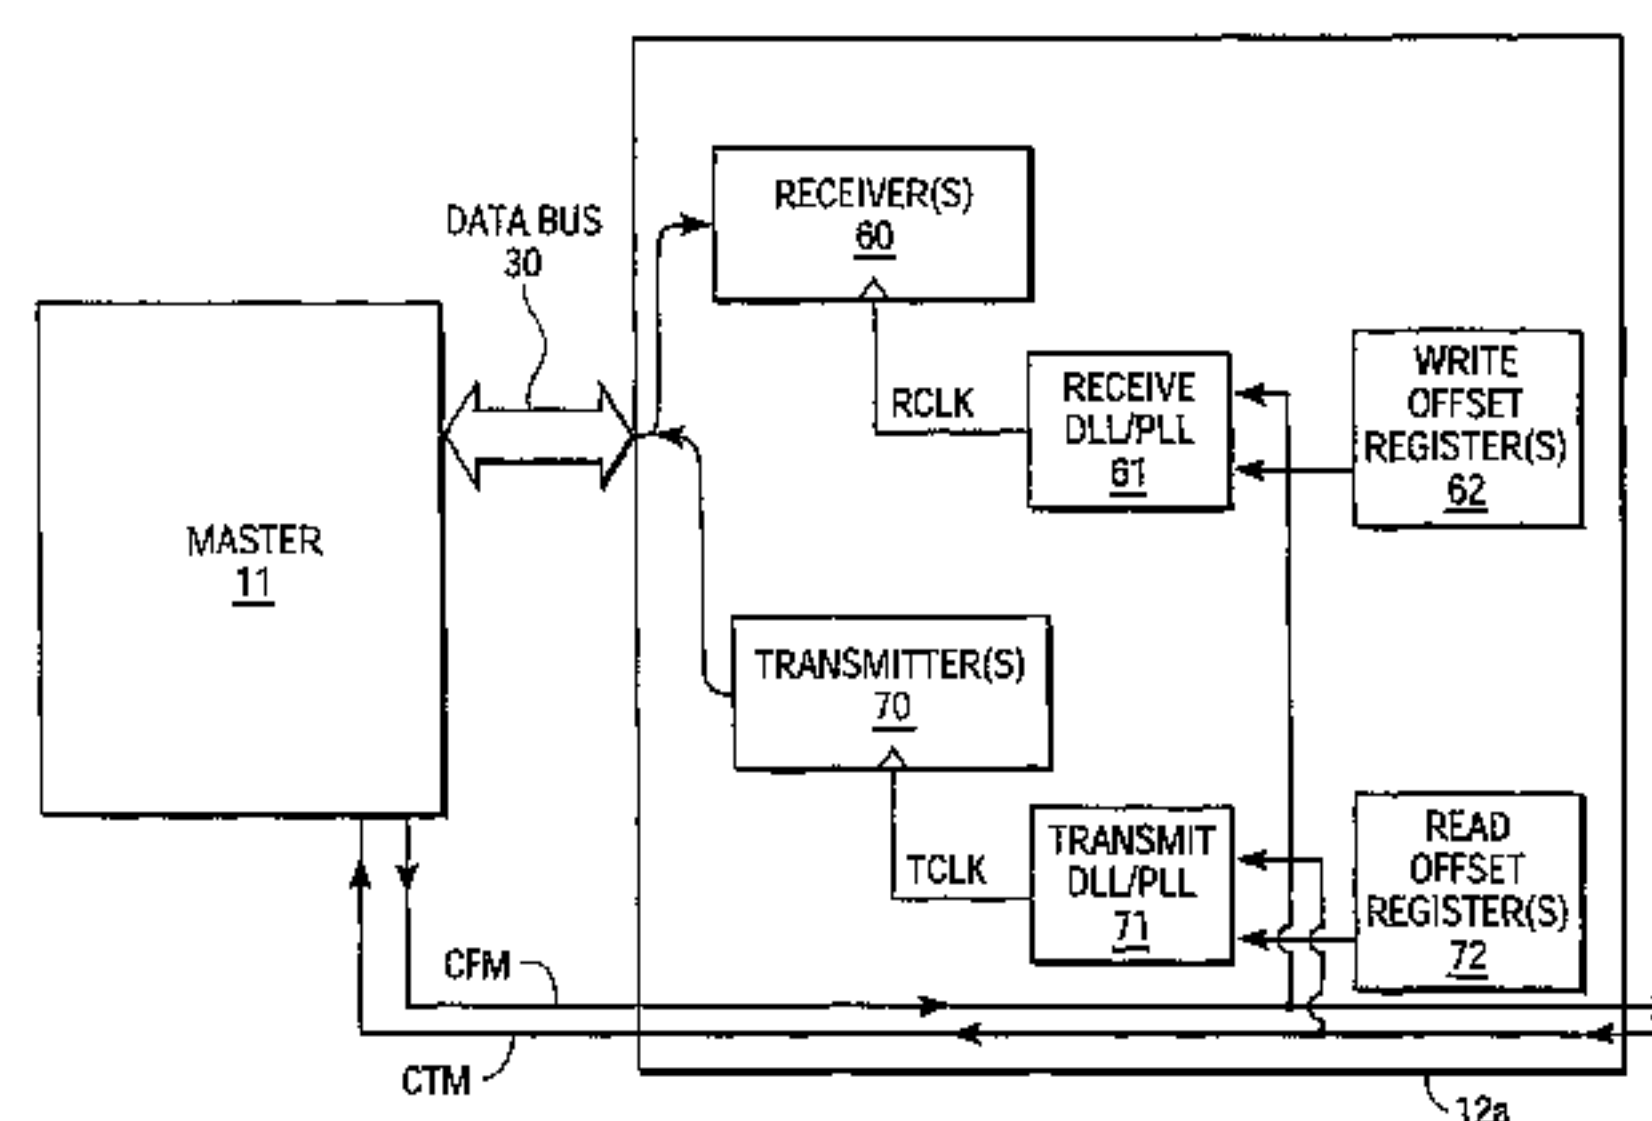 DATA BUS
30
MASTER
11
RECEIVER(S)
60
RCLK
RECEIVE
DLL/PLL
61
WRITE
OFFSET
REGISTER(S)
62
TRANSMITTER(S)
70
TCLK
TRANSMIT
DLL/PLL
71
READ
OFFSET
REGISTER(S)
72
CFM
CTM
12a